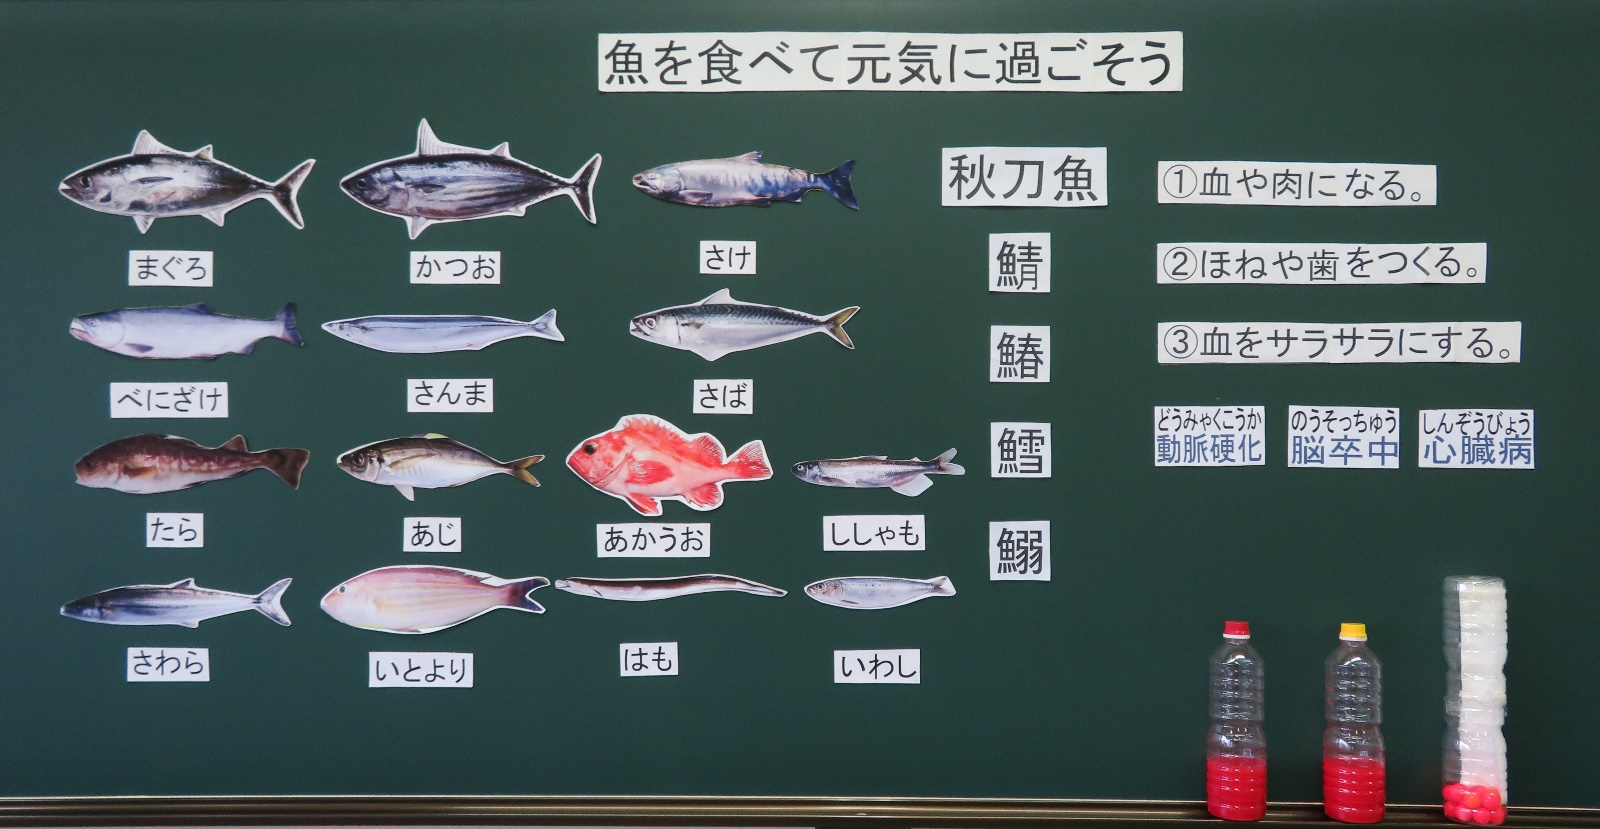 魚を食べて元気に過ごそう
まぐろ
かつお
さけ
べにざけ
さんま
さば
たら
あじ
あかうお
ししゃも
さわら
いとより
はも
いわし
秋刀魚
鯖
鰆
鱈
鰯
①血や肉になる。
②ほねや歯をつくる。
③血をサラサラにする。
どうみゃくこうか
動脈硬化
のうそっちゅう
脳卒中
しんぞうびょう
心臓病